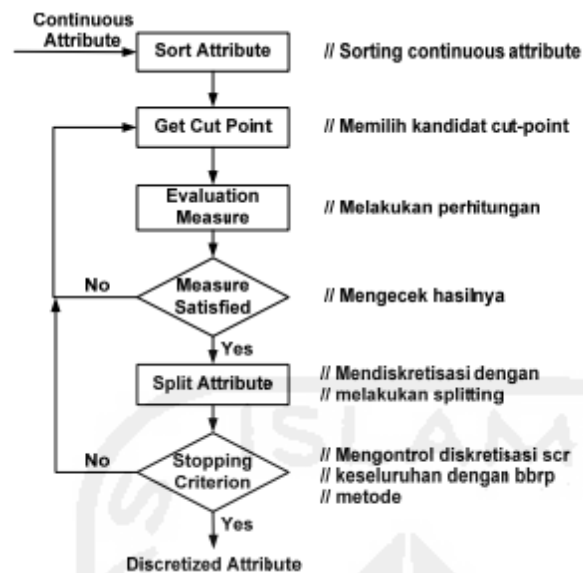 Continuous
Attribute
Sort Attribute
// Sorting continuous attribute
Get Cut Point
// Memilih kandidat cut-point
Evaluation
Measure
// Melakukan perhitungan
No
Measure
Satisfied
// Mengecek hasilnya
Yes
Split Attribute
// Mendiskretisasi dengan
// melakukan splitting
No
Stopping
Criterion
// Mengontrol diskretisasi scr
// keseluruhan dengan bbrp
// metode
Yes
Discretized Attribute
ISLAM